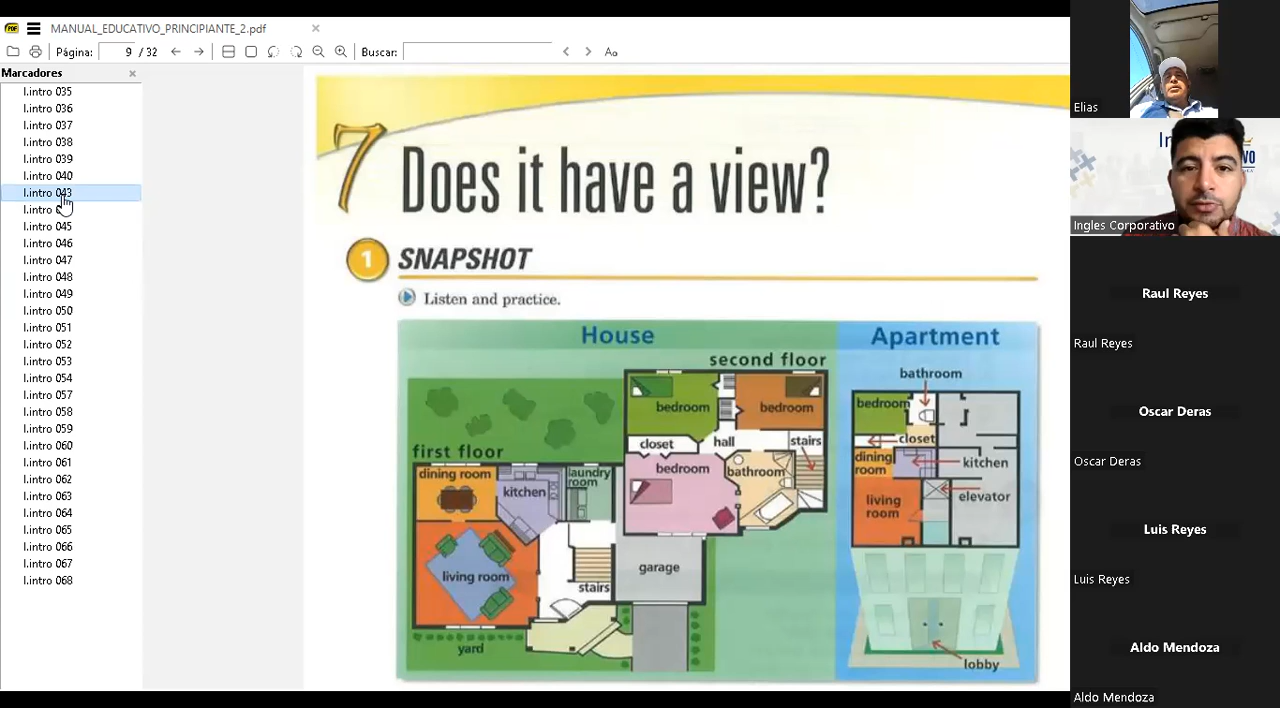 MANUAL_EDUCATIVO_PRINCIPIANTE_2.pdf
Página: 9 / 32 Buscar: Aa
Marcadores
I.intro 035
I.intro 036
I.intro 037
I.intro 038
I.intro 039
I.intro 040
I.intro 043
I.intro
I.intro 045
I.intro 046
I.intro 047
I.intro 048
I.intro 049
I.intro 050
I.intro 051
I.intro 052
I.intro 053
I.intro 054
I.intro 057
I.intro 058
I.intro 059
I.intro 060
I.intro 061
I.intro 062
I.intro 063
I.intro 064
I.intro 065
I.intro 066
I.intro 067
I.intro 068
7 Does it have a view?
1 SNAPSHOT
Listen and practice.
House
second floor
bedroom bedroom
closet hall stairs
bedroom bathroom
first floor
dining room
kitchen
laundry
room
living room
stairs
garage
yard
Apartment
bathroom
bedroom
closet
dining
room
kitchen
living
room
elevator
lobby
Elias
Ingles Corporativo
Raul Reyes
Raul Reyes
Oscar Deras
Oscar Deras
Luis Reyes
Luis Reyes
Aldo Mendoza
Aldo Mendoza